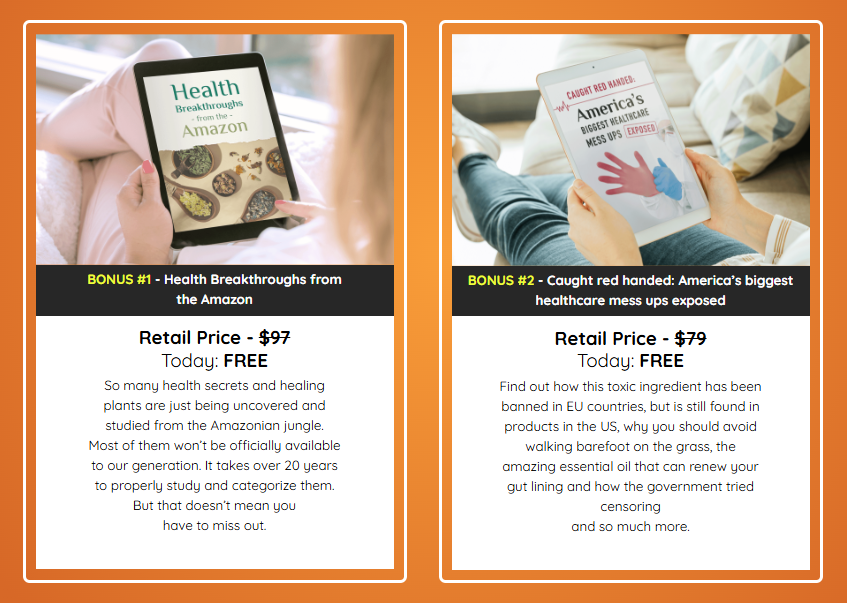 Health
Breakthroughs
- from the -
Amazon
BONUS #1 - Health Breakthroughs from
the Amazon
Retail Price - $97
Today: FREE
So many health secrets and healing
plants are just being uncovered and
studied from the Amazonian jungle.
Most of them won't be officially available
to our generation. It takes over 20 years
to properly study and categorize them.
But that doesn't mean you
have to miss out.
CAUGHT RED HANDED:
America's
BIGGEST HEALTHCARE
MESS UPS EXPOSED
BONUS #2 - Caught red handed: America's biggest
healthcare mess ups exposed
Retail Price - $79
Today: FREE
Find out how this toxic ingredient has been
banned in EU countries, but is still found in
products in the US, why you should avoid
walking barefoot on the grass, the
amazing essential oil that can renew your
gut lining and how the government tried
censoring
and so much more.